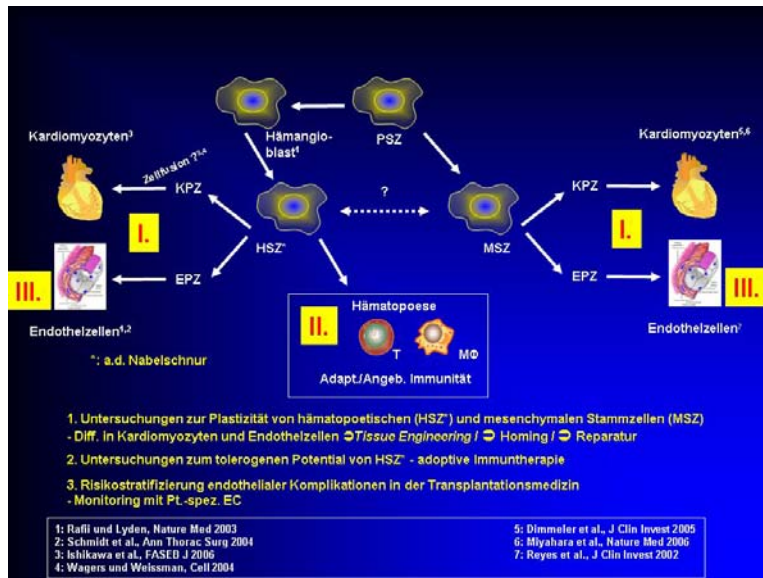 Kardiomyozyten³
Hämangio-
blast¹
PSZ
Kardiomyozyten⁵,⁶
Zellfusion ?³,⁴
KPZ
?
KPZ
I.
HSZ*
MSZ
I.
III.
EPZ
EPZ
III.
Endothelzellen¹,²
II.
Hämatopoese
T
MΦ
Adapt./Angeb. Immunität
Endothelzellen⁷
*: a.d. Nabelschnur
1. Untersuchungen zur Plastizität von hämatopoetischen (HSZ*) und mesenchymalen Stammzellen (MSZ)
- Diff. in Kardiomyozyten und Endothelzellen ➲Tissue Engineering / ➲ Homing / ➲ Reparatur
2. Untersuchungen zum tolerogenen Potential von HSZ* - adoptive Immuntherapie
3. Risikostratifizierung endothelialer Komplikationen in der Transplantationsmedizin
- Monitoring mit Pt.-spez. EC
1: Rafii und Lyden, Nature Med 2003
2: Schmidt et al., Ann Thorac Surg 2004
3: Ishikawa et al., FASEB J 2006
4: Wagers und Weissman, Cell 2004
5: Dimmeler et al., J Clin Invest 2005
6: Miyahara et al., Nature Med 2006
7: Reyes et al., J Clin Invest 2002